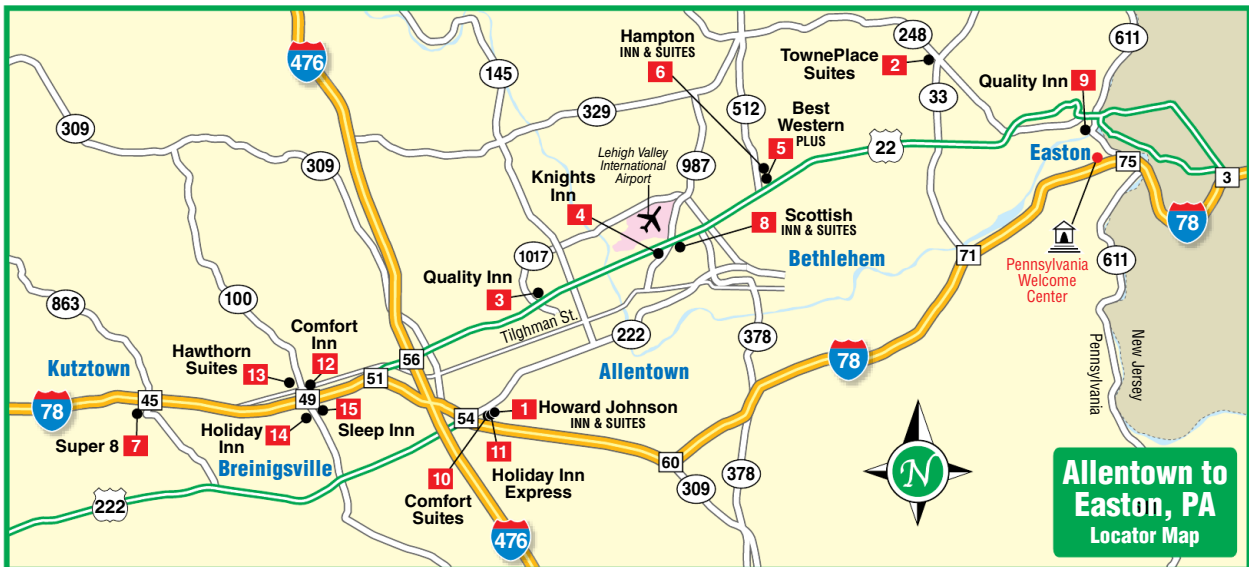 476
145
248
611
Hampton
INN & SUITES
6
TownePlace
Suites
2
Quality Inn
9
33
309
329
512
Best
Western
PLUS
5
22
309
Lehigh Valley
International
Airport
987
Easton
75
3
Knights
Inn
4
8
Scottish
INN & SUITES
78
1017
Bethlehem
71
Pennsylvania
Welcome
Center
611
Quality Inn
3
863
100
Tilghman St.
222
378
New Jersey
Pennsylvania
Comfort
Inn
12
56
Hawthorn
Suites
13
Kutztown
51
Allentown
78
78
45
49
15
Sleep Inn
54
1
Howard Johnson
INN & SUITES
Super 8
7
Holiday
Inn
14
11
Holiday Inn
Express
60
378
Breinigsville
10
Comfort
Suites
309
222
476
N
Allentown to
Easton, PA
Locator Map